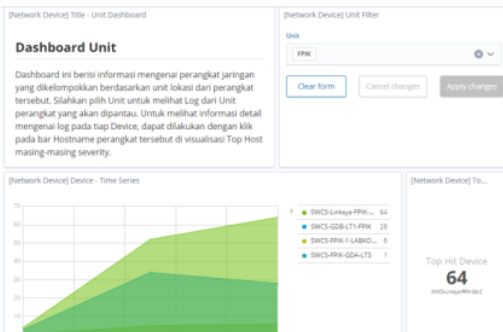 [Network Device] Title - Unit Dashboard
Dashboard Unit
Dashboard ini berisi informasi mengenai perangkat jaringan
yang dikelompokkan berdasarkan unit lokasi dari perangkat
tersebut. Silahkan pilih Unit untuk melihat Log dari Unit
perangkat yang akan dipantau. Untuk melihat informasi detail
mengenai log pada tiap Device, dapat dilakukan dengan klik
pada bar Hostname perangkat tersebut di visualisasi Top Host
masing-masing severity.
[Network Device] Unit Filter
Unit
FPIK
Clear form Cancel changes Apply changes
[Network Device] Device - Time Series
70
60
50
40
30
20
10
SWCS-Linksys-FPIK-... 64
SWCS-GDB-LT1-FPIK 28
SWCS-FPIK-1-LABKO... 6
SWCS-FPIK-GDA-LT3 1
[Network Device] To...
Top Hit Device
64